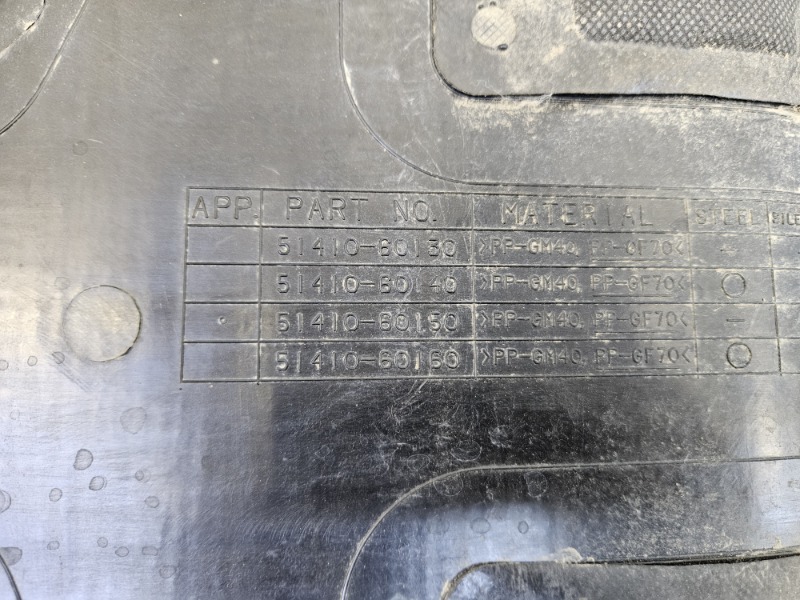 APP. PART NO. MATERIAL STEEL
51410-60130 >PP-GM40, PP-GF70< -
51410-60140 >PP-GM40, PP-GF70< ○
51410-60150 >PP-GM40, PP-GF70< -
51410-60160 >PP-GM40, PP-GF70< ○